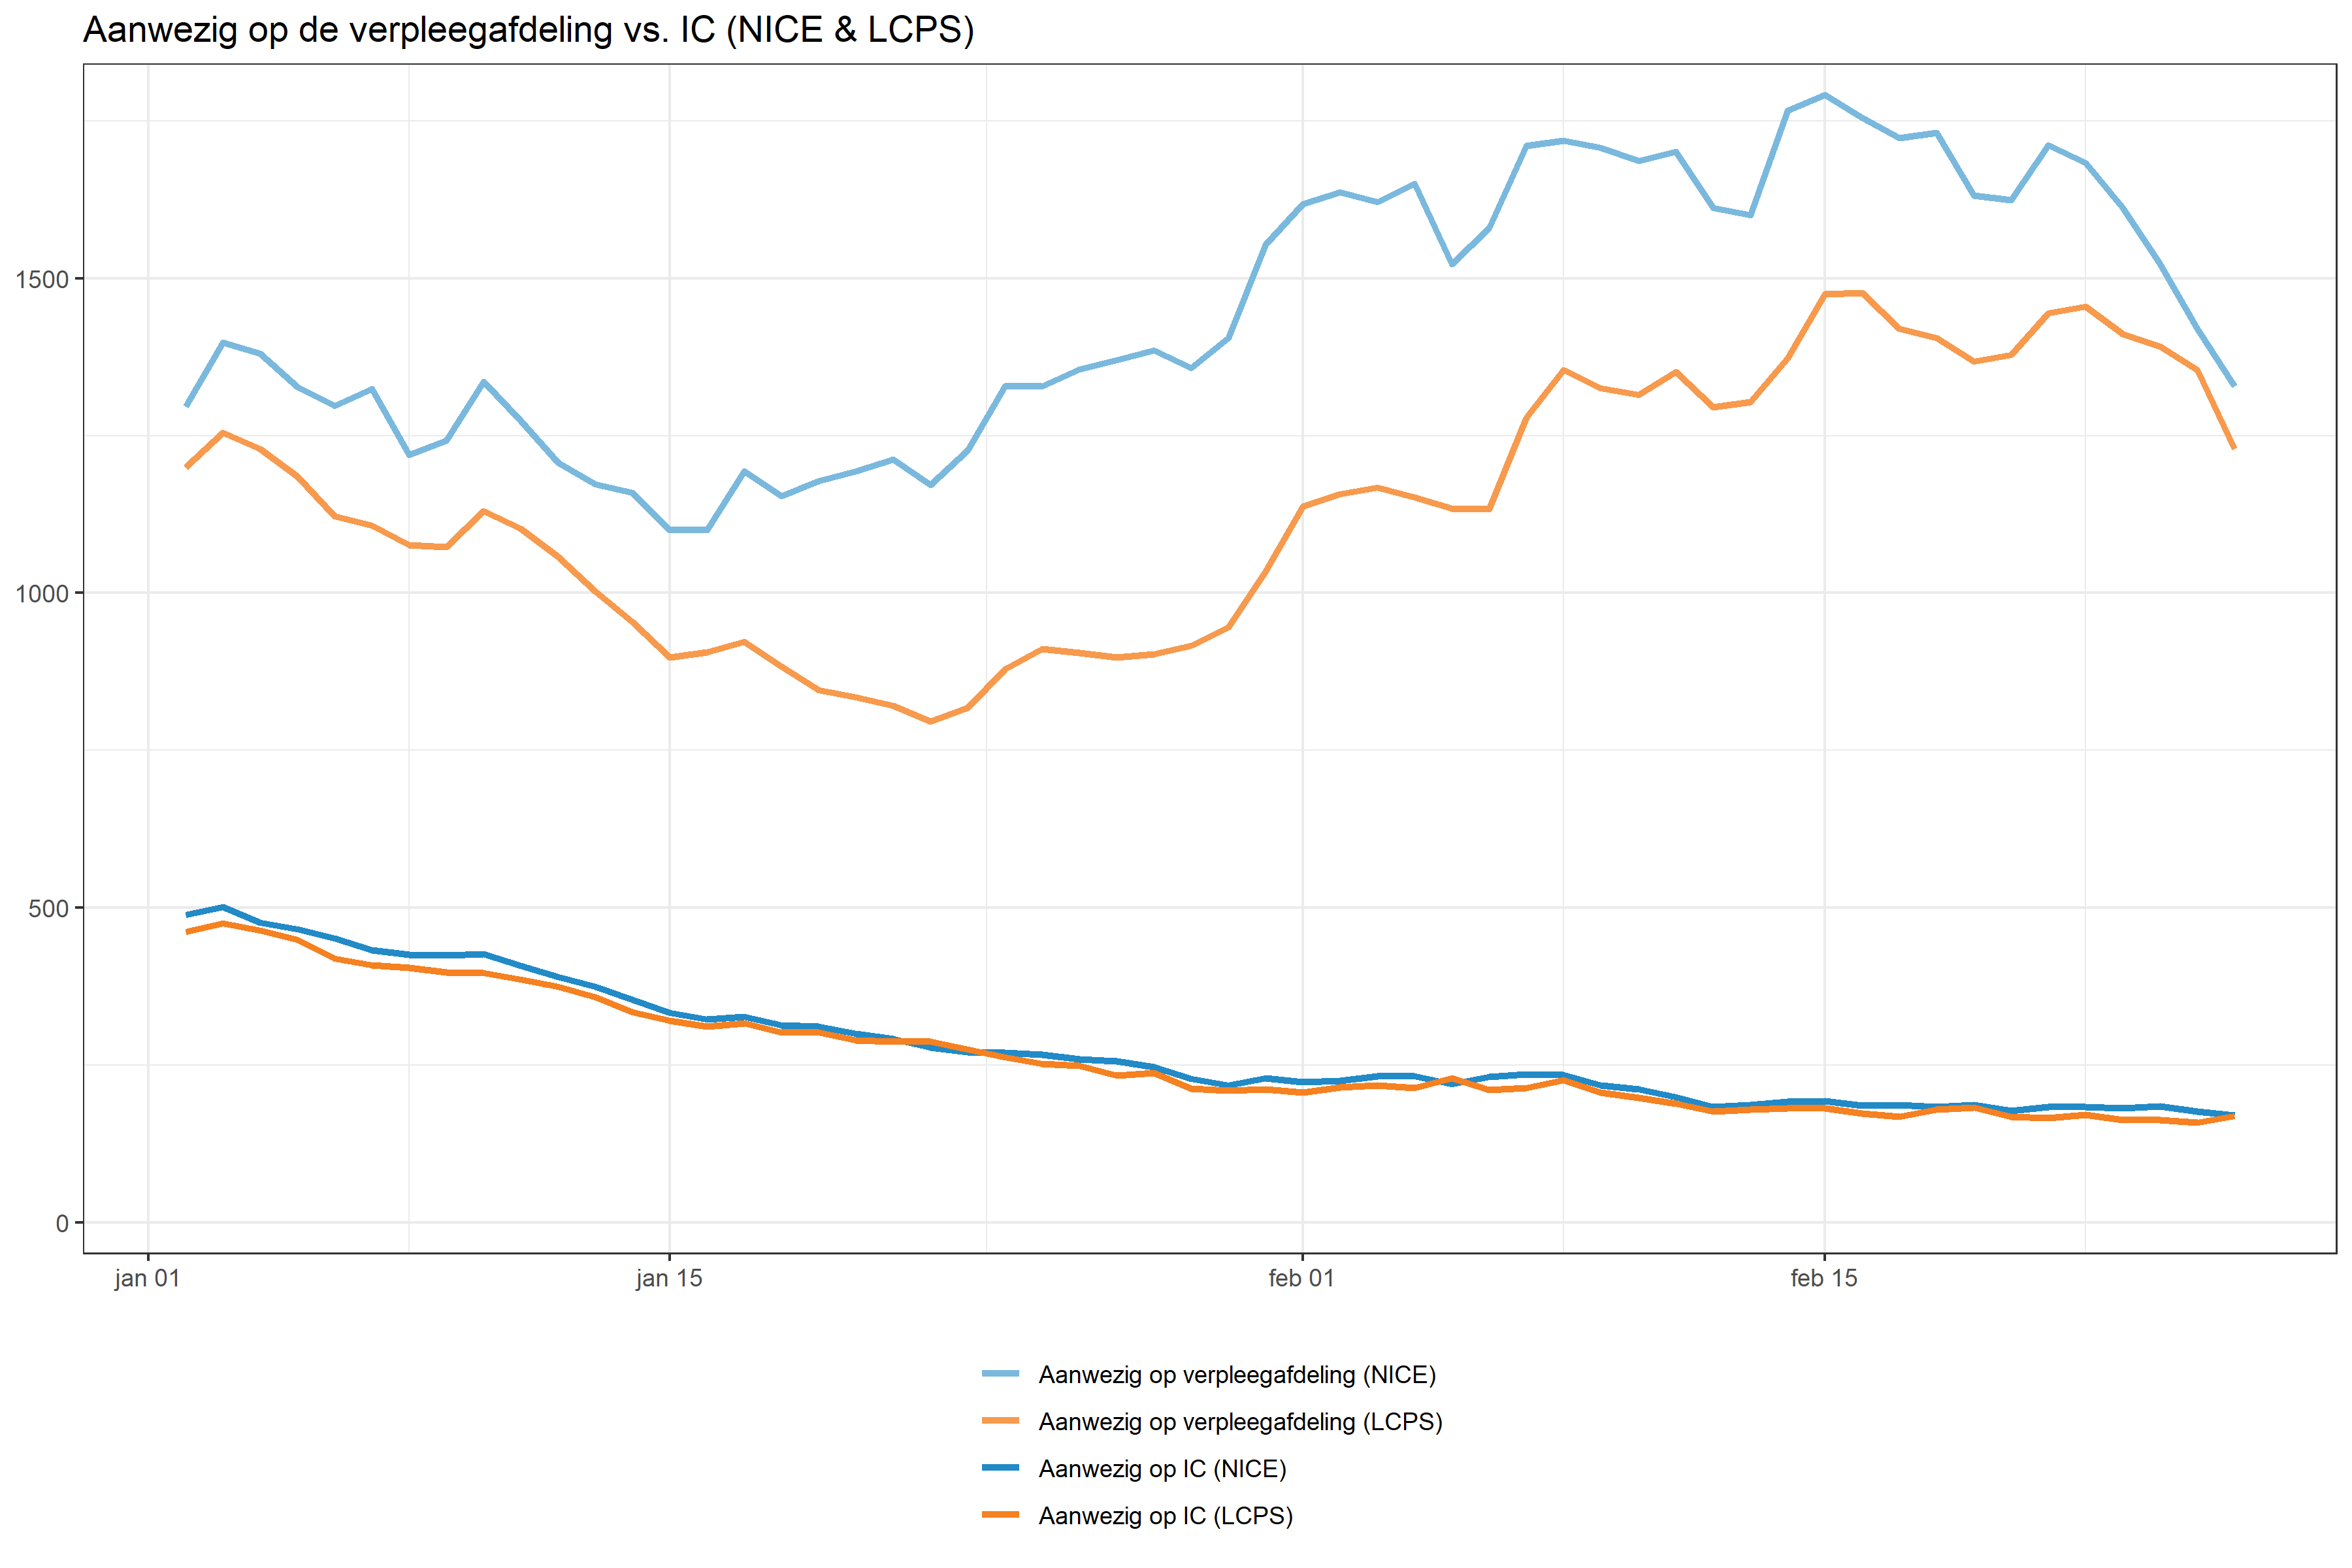 Aanwezig op de verpleegafdeling vs. IC (NICE & LCPS)
1500
1000
500
0
jan 01 jan 15 feb 01 feb 15
Aanwezig op verpleegafdeling (NICE)
Aanwezig op verpleegafdeling (LCPS)
Aanwezig op IC (NICE)
Aanwezig op IC (LCPS)